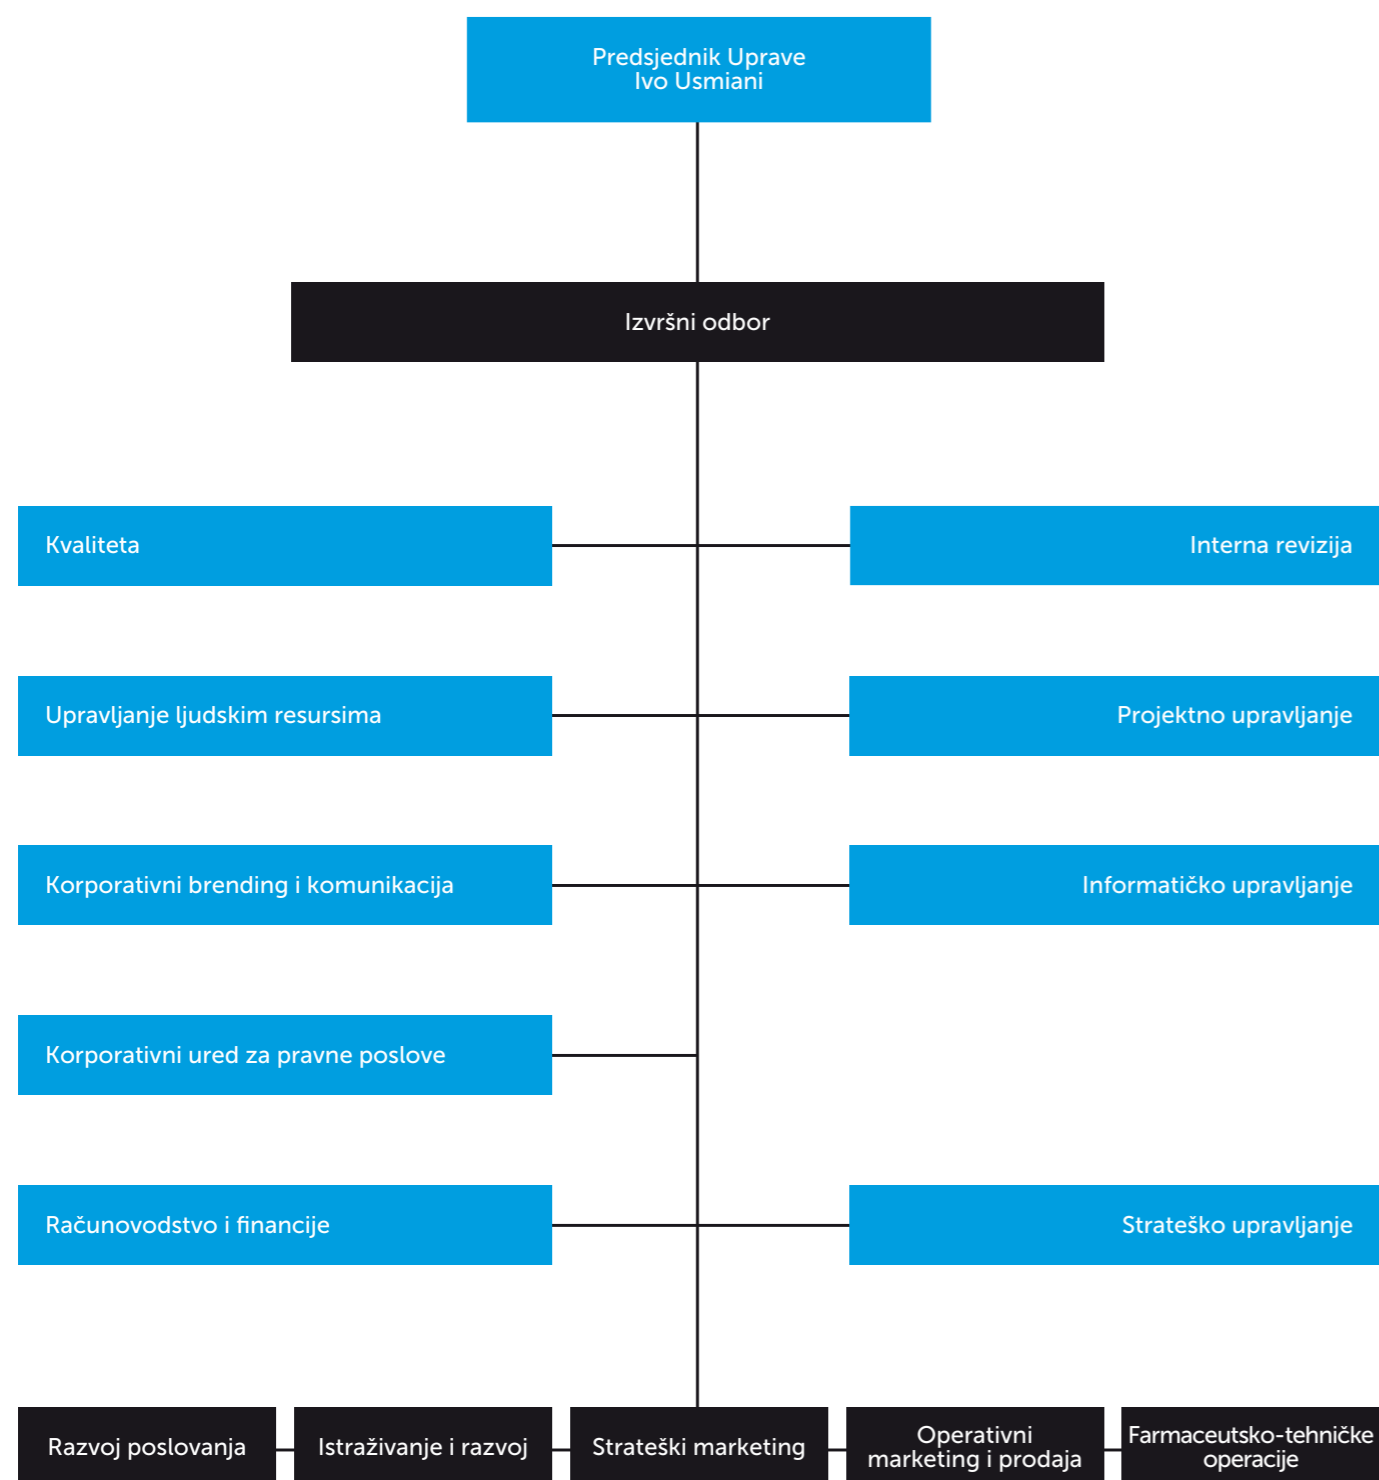 Predsjednik Uprave
Ivo Usmiani
Izvršni odbor
Kvaliteta
Interna revizija
Upravljanje ljudskim resursima
Projektno upravljanje
Korporativni brending i komunikacija
Informatičko upravljanje
Korporativni ured za pravne poslove
Računovodstvo i financije
Strateško upravljanje
Razvoj poslovanja
Istraživanje i razvoj
Strateški marketing
Operativni
marketing i prodaja
Farmaceutsko-tehničke
operacije